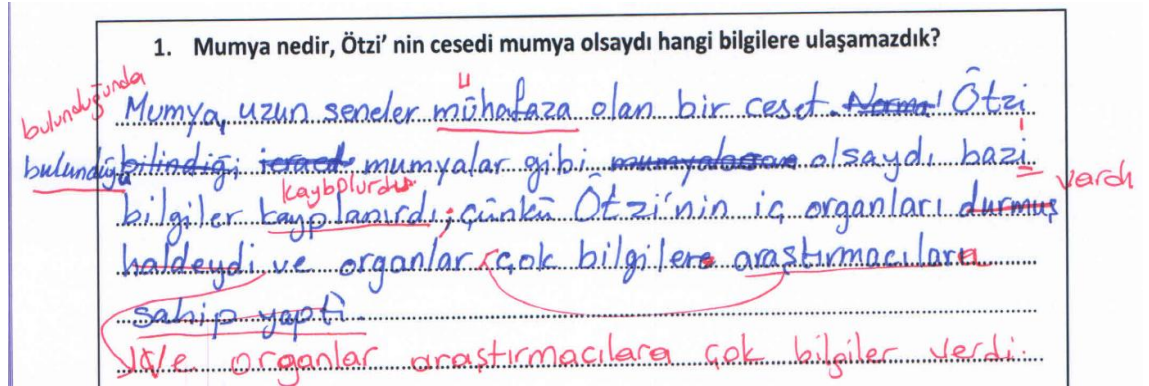 1. Mumya nedir, Ötzi' nin cesedi mumya olsaydı hangi bilgilere ulaşamazdık?
bulunduğunda
ü
Mumya, uzun seneler mühafaza olan bir ceset. Norma! Ötzi
bulunduğu bilindiği mumyalar gibi olsaydı bazi
ı
kaybolurdu vardı
bilgiler kayplanırdı, çünkü Ötzi'nin iç organları durmuş
haldeydi ve organlar çok bilgilere araştırmacılara
sahip yaptı.
Ve organlar araştırmacılara çok bilgiler verdi.